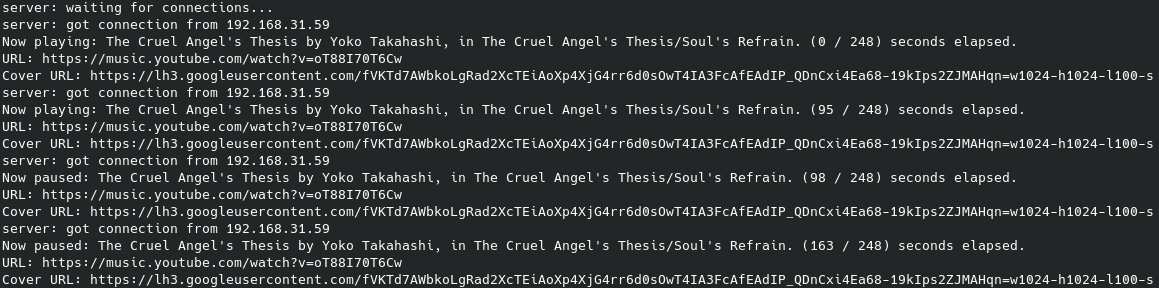 server: waiting for connections...
server: got connection from 192.168.31.59
Now playing: The Cruel Angel's Thesis by Yoko Takahashi, in The Cruel Angel's Thesis/Soul's Refrain. (0 / 248) seconds elapsed.
URL: https://music.youtube.com/watch?v=oT88I70T6Cw
Cover URL: https://lh3.googleusercontent.com/fVKTd7AWbkoLgRad2XcTEiAoXp4XjG4rr6d0sOwT4IA3FcAfEAdIP_QDnCxi4Ea68-19kIps2ZJMAHqn=w1024-h1024-l100-s
server: got connection from 192.168.31.59
Now playing: The Cruel Angel's Thesis by Yoko Takahashi, in The Cruel Angel's Thesis/Soul's Refrain. (95 / 248) seconds elapsed.
URL: https://music.youtube.com/watch?v=oT88I70T6Cw
Cover URL: https://lh3.googleusercontent.com/fVKTd7AWbkoLgRad2XcTEiAoXp4XjG4rr6d0sOwT4IA3FcAfEAdIP_QDnCxi4Ea68-19kIps2ZJMAHqn=w1024-h1024-l100-s
server: got connection from 192.168.31.59
Now paused: The Cruel Angel's Thesis by Yoko Takahashi, in The Cruel Angel's Thesis/Soul's Refrain. (98 / 248) seconds elapsed.
URL: https://music.youtube.com/watch?v=oT88I70T6Cw
Cover URL: https://lh3.googleusercontent.com/fVKTd7AWbkoLgRad2XcTEiAoXp4XjG4rr6d0sOwT4IA3FcAfEAdIP_QDnCxi4Ea68-19kIps2ZJMAHqn=w1024-h1024-l100-s
server: got connection from 192.168.31.59
Now paused: The Cruel Angel's Thesis by Yoko Takahashi, in The Cruel Angel's Thesis/Soul's Refrain. (163 / 248) seconds elapsed.
URL: https://music.youtube.com/watch?v=oT88I70T6Cw
Cover URL: https://lh3.googleusercontent.com/fVKTd7AWbkoLgRad2XcTEiAoXp4XjG4rr6d0sOwT4IA3FcAfEAdIP_QDnCxi4Ea68-19kIps2ZJMAHqn=w1024-h1024-l100-s